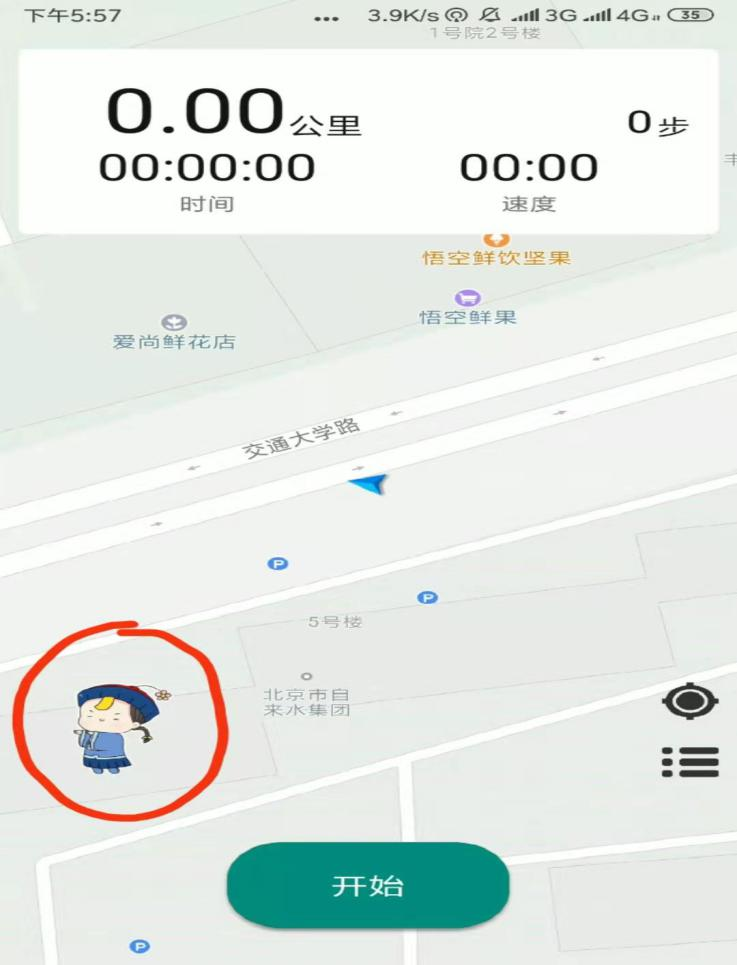 下午5:57 ... 3.9K/s 3G 4G 35
1号院2号楼
0.00公里 0步
00:00:00 00:00
时间 速度
丰
悟空鲜饮坚果
悟空鲜果
爱尚鲜花店
交通大学路
P
P
5号楼
北京市自
来水集团
开始
P